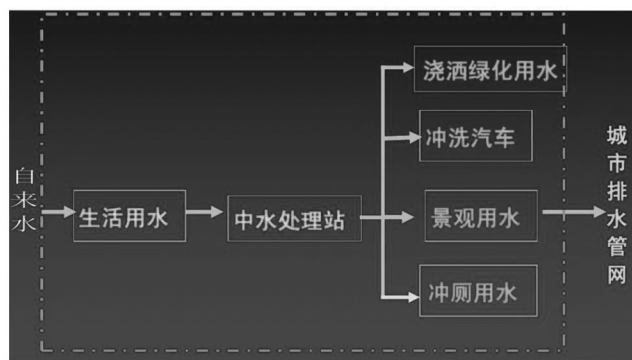 浇洒绿化用水
冲洗汽车
自来水
生活用水
中水处理站
景观用水
冲厕用水
城市排水管网